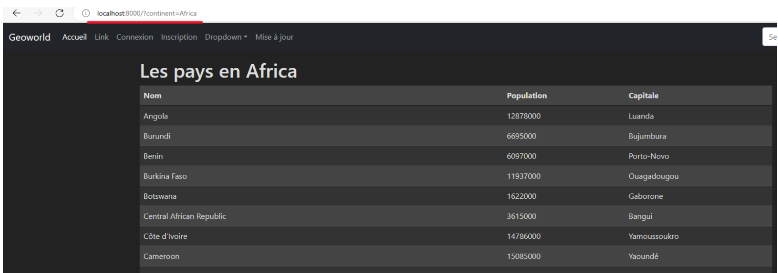 localhost:8000/?continent=Africa
Geoworld Accueil Link Connexion Inscription Dropdown Mise à jour Se
Les pays en Africa
Nom Population Capitale
Angola 12878000 Luanda
Burundi 6695000 Bujumbura
Benin 6097000 Porto-Novo
Burkina Faso 11937000 Ouagadougou
Botswana 1622000 Gaborone
Central African Republic 3615000 Bangui
Côte d'Ivoire 14786000 Yamoussoukro
Cameroon 15085000 Yaoundé